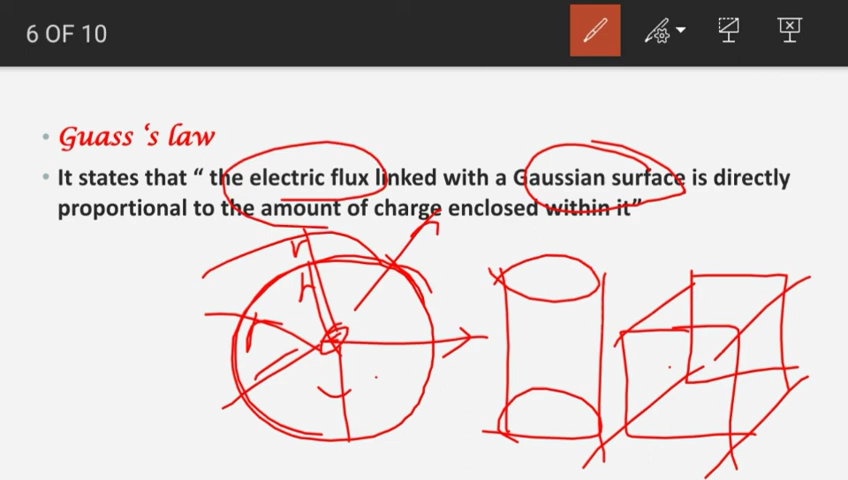 6 OF 10
• Guass ‘s law
• It states that “ the electric flux linked with a Gaussian surface is directly
proportional to the amount of charge enclosed within it”
r